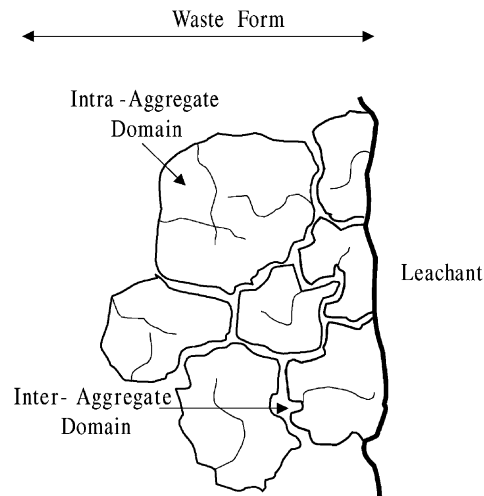 Waste Form
Intra - Aggregate
Domain
Leachant
Inter- Aggregate
Domain